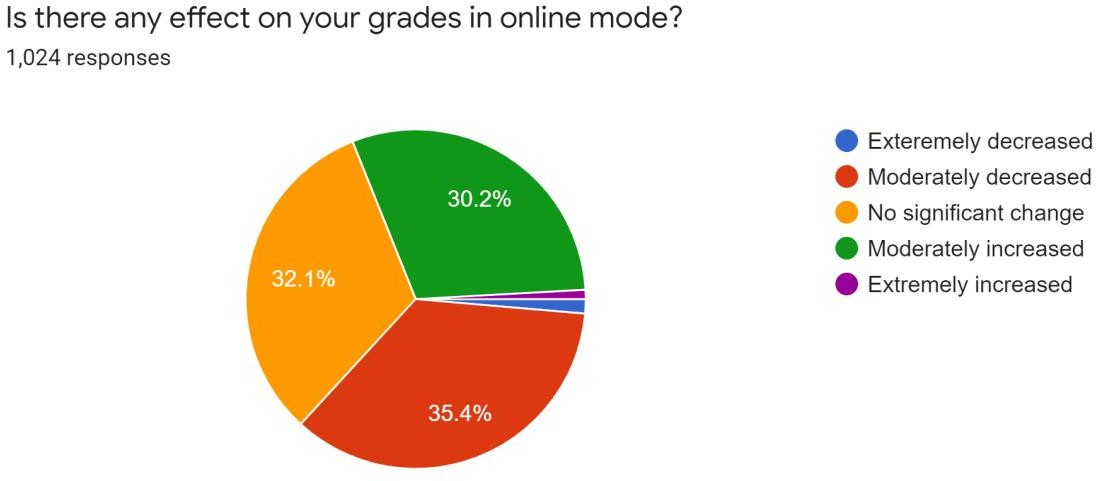 Is there any effect on your grades in online mode?
1,024 responses
30.2%
32.1%
35.4%
Exteremely decreased
Moderately decreased
No significant change
Moderately increased
Extremely increased